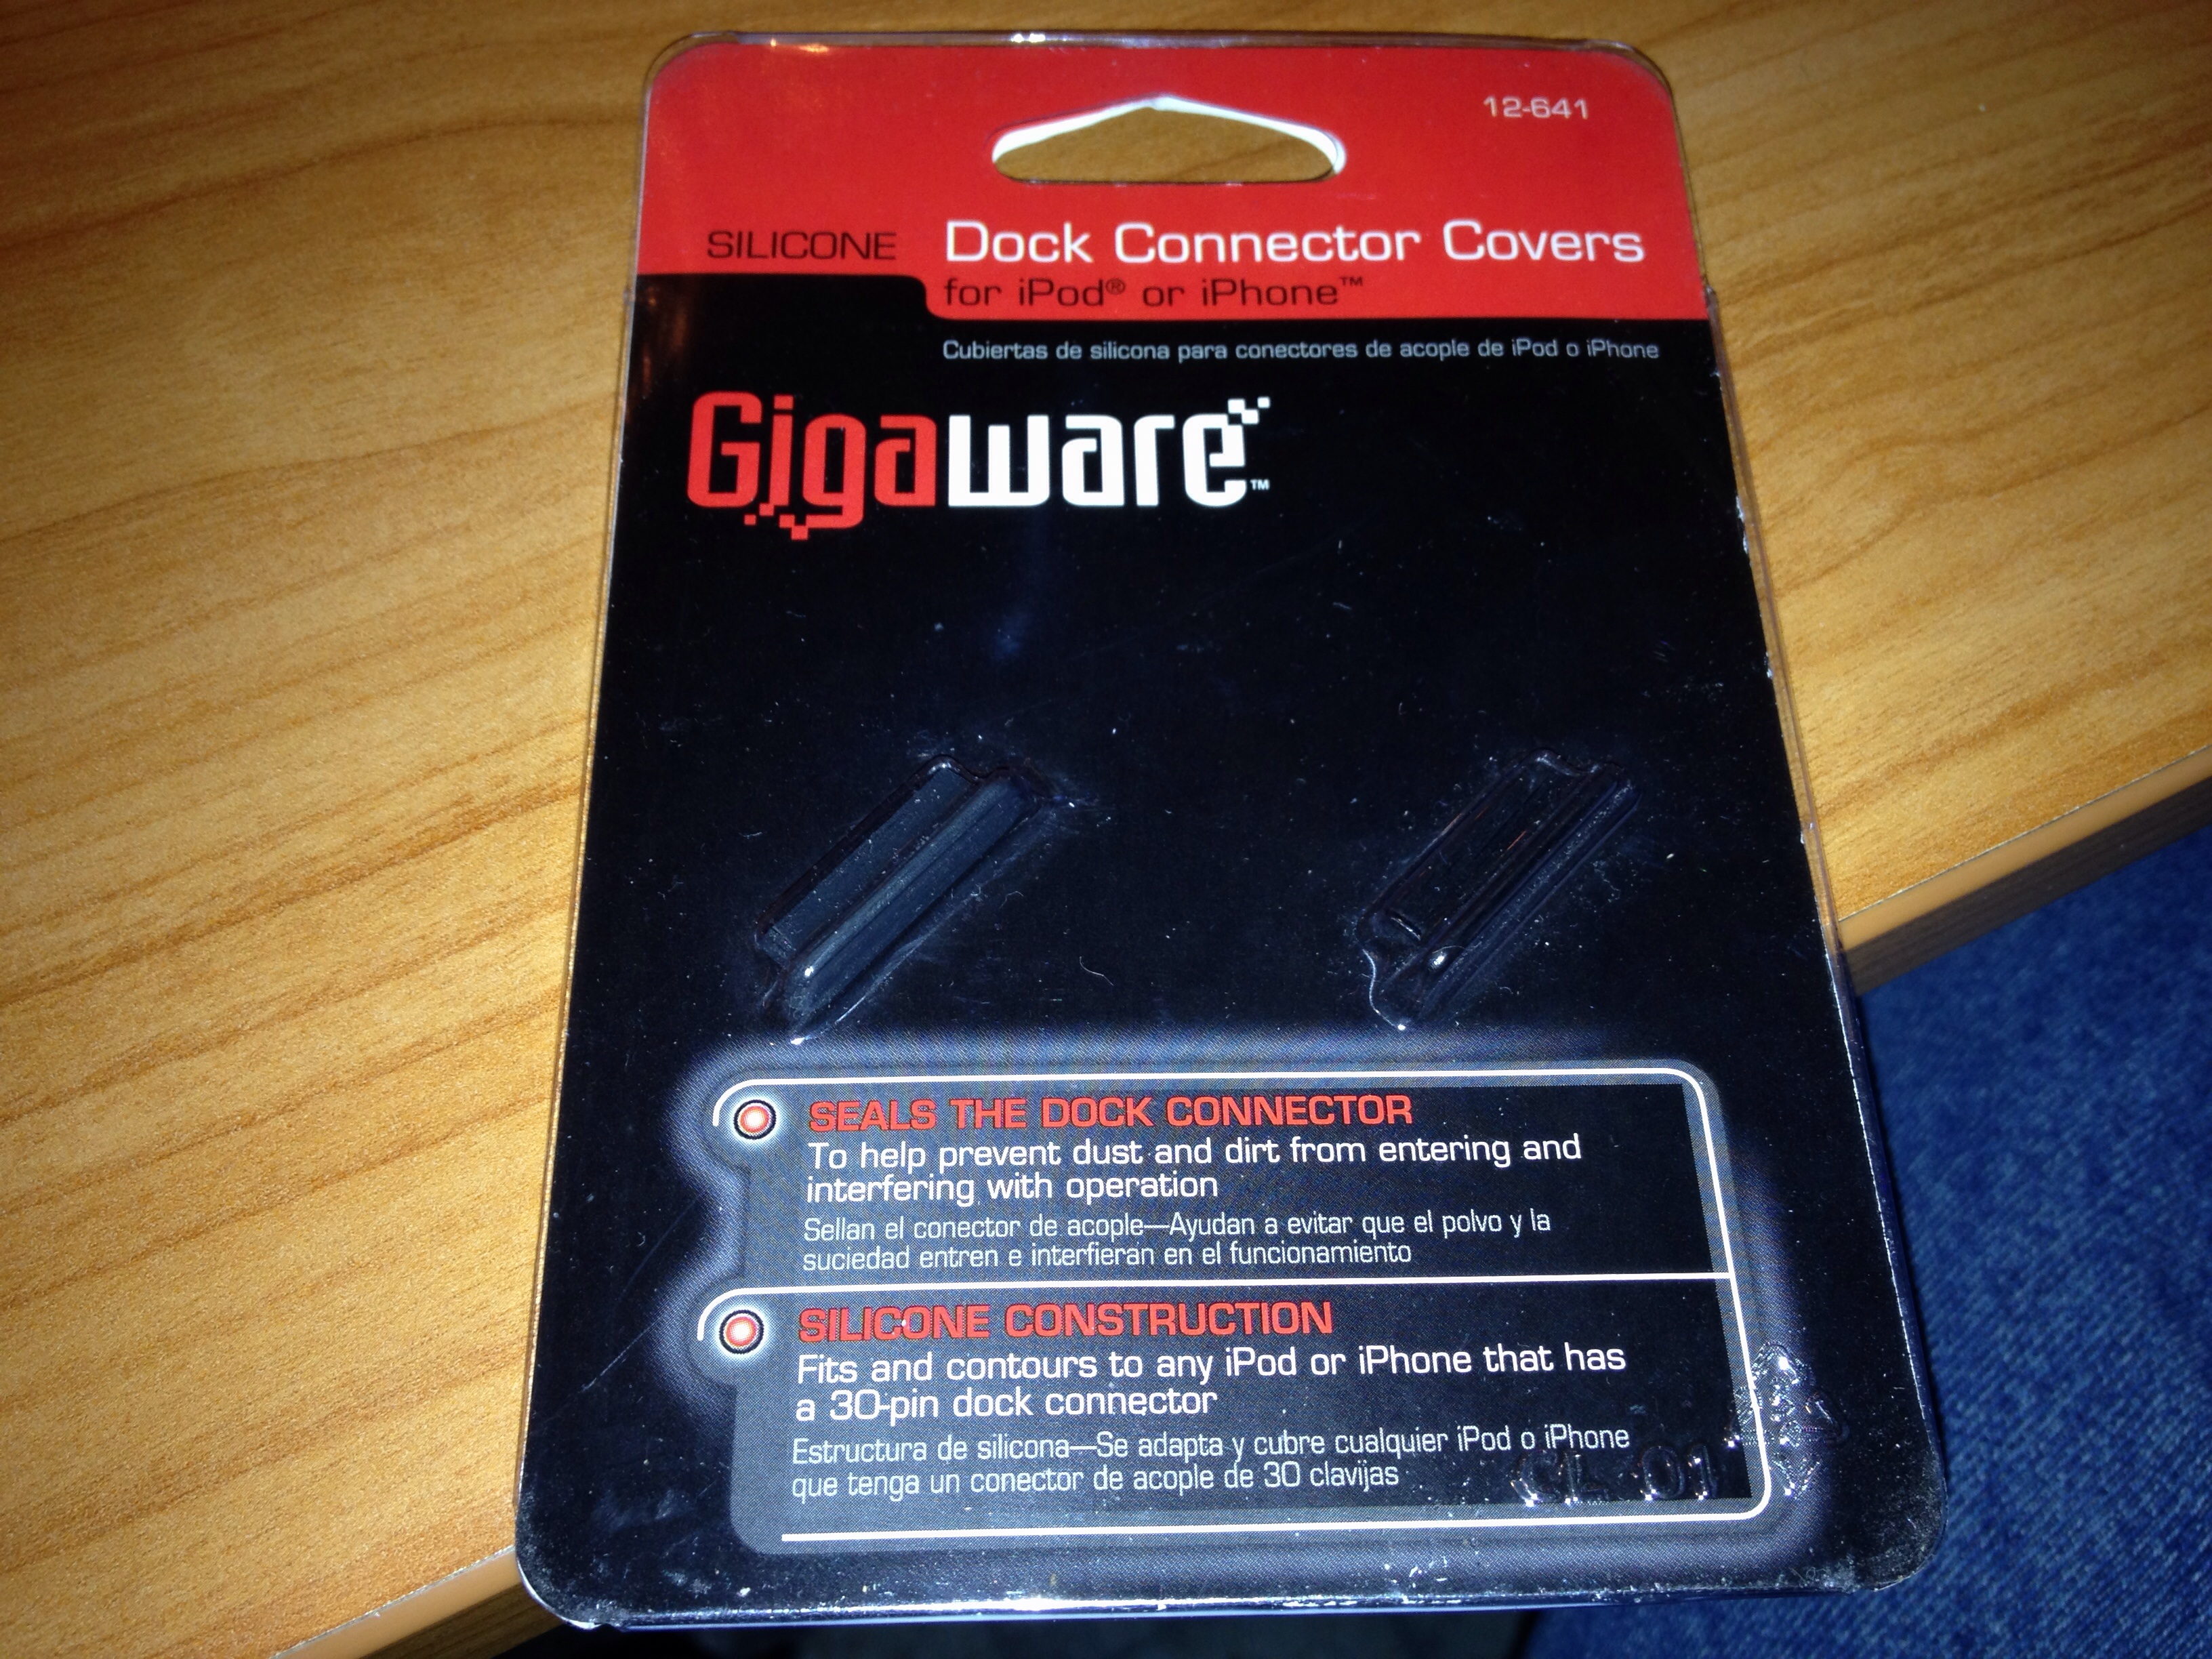 12-641
SILICONE Dock Connector Covers
for iPod® or iPhone™
Cubiertas de silicona para conectores de acople de iPod o iPhone
Gigaware™
SEALS THE DOCK CONNECTOR
To help prevent dust and dirt from entering and
interfering with operation
Sellan el conector de acople—Ayudan a evitar que el polvo y la
suciedad entren e interfieran en el funcionamiento
SILICONE CONSTRUCTION
Fits and contours to any iPod or iPhone that has
a 30-pin dock connector
Estructura de silicona—Se adapta y cubre cualquier iPod o iPhone
que tenga un conector de acople de 30 clavijas